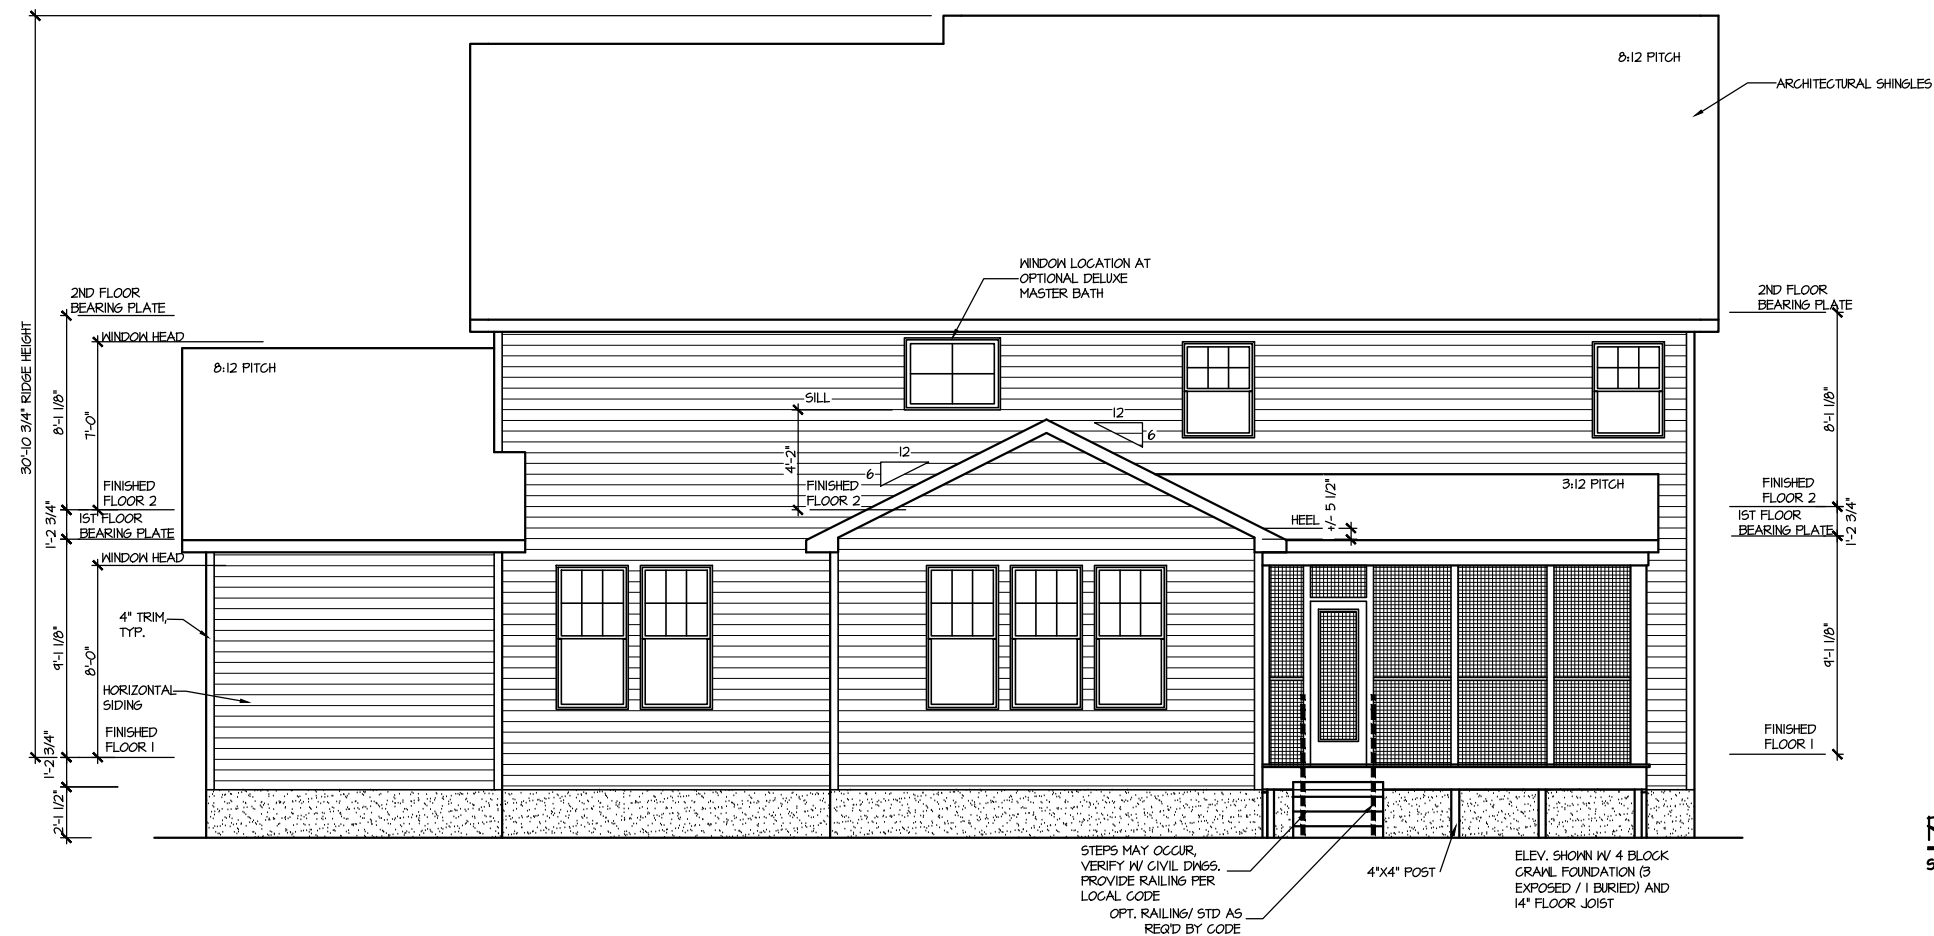 8:12 PITCH
ARCHITECTURAL SHINGLES
WINDOW LOCATION AT
OPTIONAL DELUXE
MASTER BATH
30'-10 3/4" RIDGE HEIGHT
2ND FLOOR
BEARING PLATE
WINDOW HEAD
8'-1 1/8"
7'-0"
FINISHED
FLOOR 2
1'-2 3/4"
1ST FLOOR
BEARING PLATE
WINDOW HEAD
4" TRIM,
TYP.
9'-1 1/8"
8'-0"
HORIZONTAL
SIDING
FINISHED
FLOOR 1
1'-2 3/4"
2'-1 1/2"
8:12 PITCH
SILL
4'-2"
FINISHED
FLOOR 2
12
6
12
6
HEEL
+/- 5 1/2"
3:12 PITCH
2ND FLOOR
BEARING PLATE
8'-1 1/8"
FINISHED
FLOOR 2
1ST FLOOR
BEARING PLATE
1'-2 3/4"
9'-1 1/8"
FINISHED
FLOOR 1
STEPS MAY OCCUR,
VERIFY W/ CIVIL DWGS.
PROVIDE RAILING PER
LOCAL CODE
OPT. RAILING/ STD AS
REQ'D BY CODE
4"X4" POST
ELEV. SHOWN W/ 4 BLOCK
CRAWL FOUNDATION (3
EXPOSED / 1 BURIED) AND
14" FLOOR JOIST